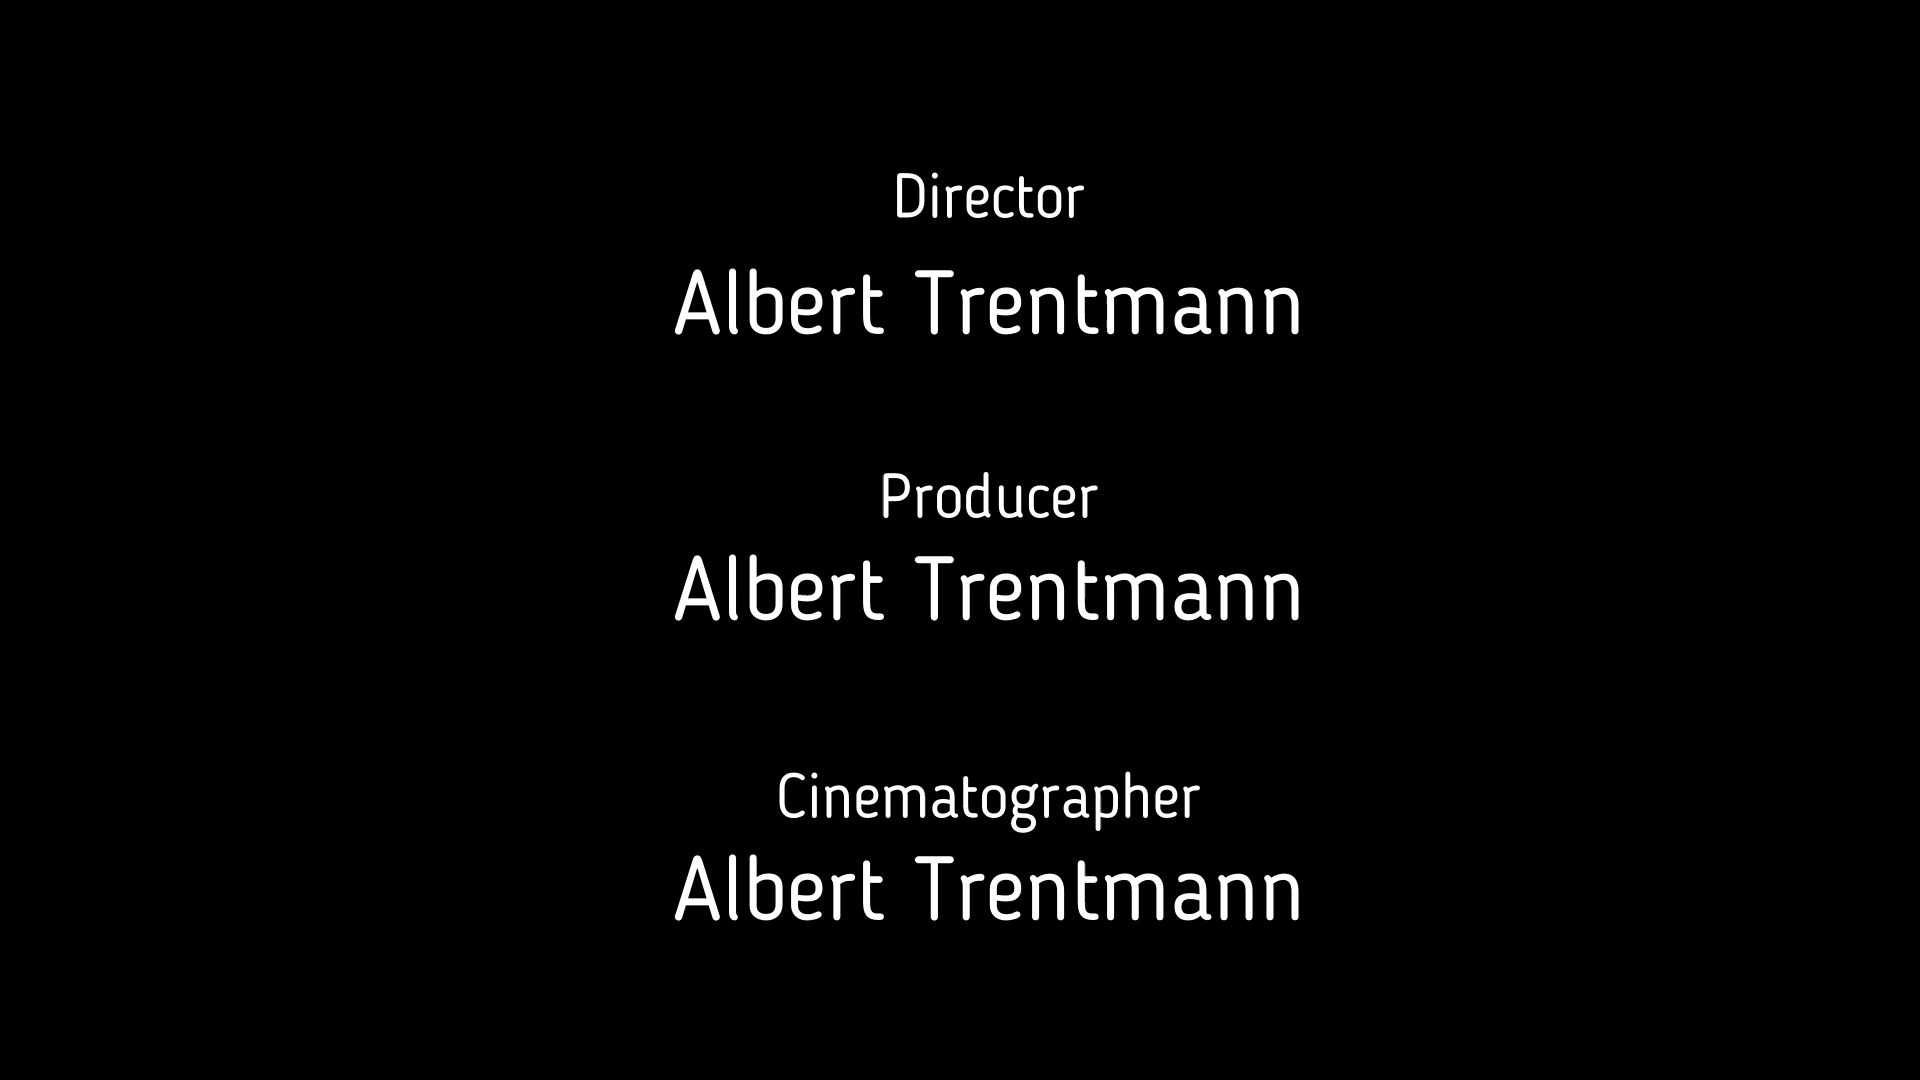 Director
Albert Trentmann
Producer
Albert Trentmann
Cinematographer
Albert Trentmann